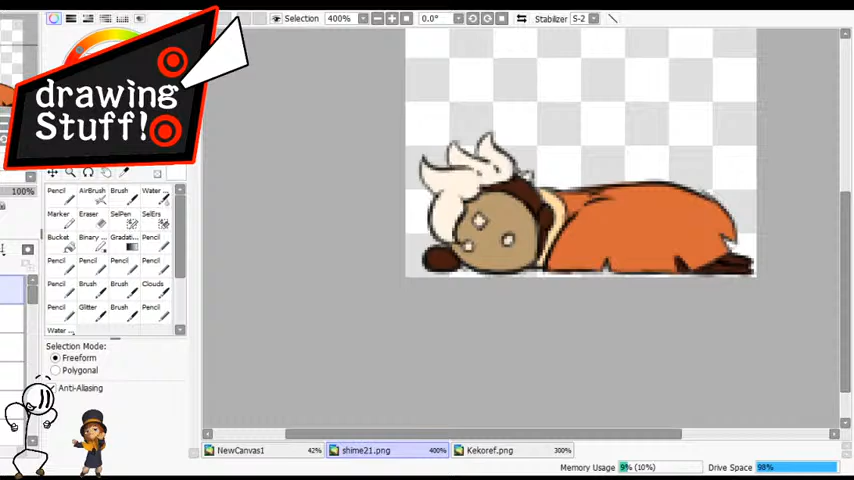 Selection 400% 0.0° Stabilizer S-2
drawing
Stuff!
100%
Pencil AirBrush Brush Water ...
Marker Eraser SelPen SelErs
Bucket Binary ... Gradati... Pencil
Pencil Pencil Pencil Pencil
Pencil Brush Brush Clouds
Pencil Glitter Brush Pencil
Water ...
Selection Mode:
Freeform
Polygonal
Anti-Aliasing
NewCanvas1 42% shime21.png 400% Kekoref.png 300%
Memory Usage 9% (10%) Drive Space 98%